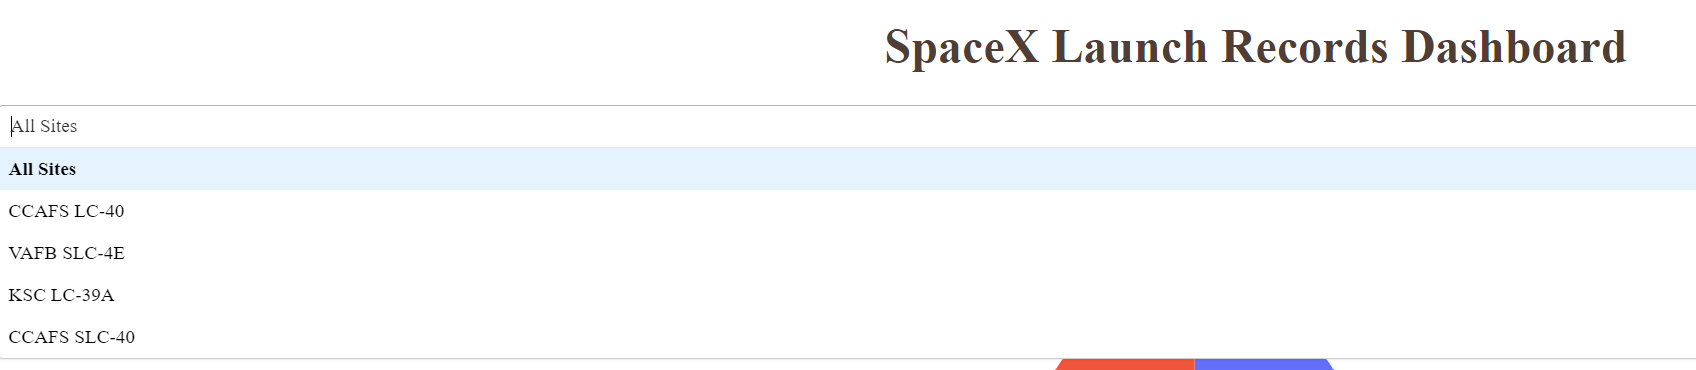 SpaceX Launch Records Dashboard
All Sites
All Sites
CCAFS LC-40
VAFB SLC-4E
KSC LC-39A
CCAFS SLC-40